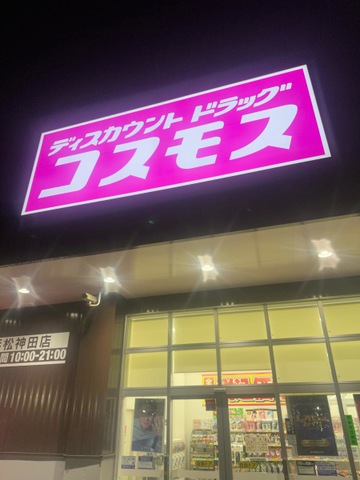 ディスカウント ドラッグ
コスモス
松神田店
間 10:00-21:00